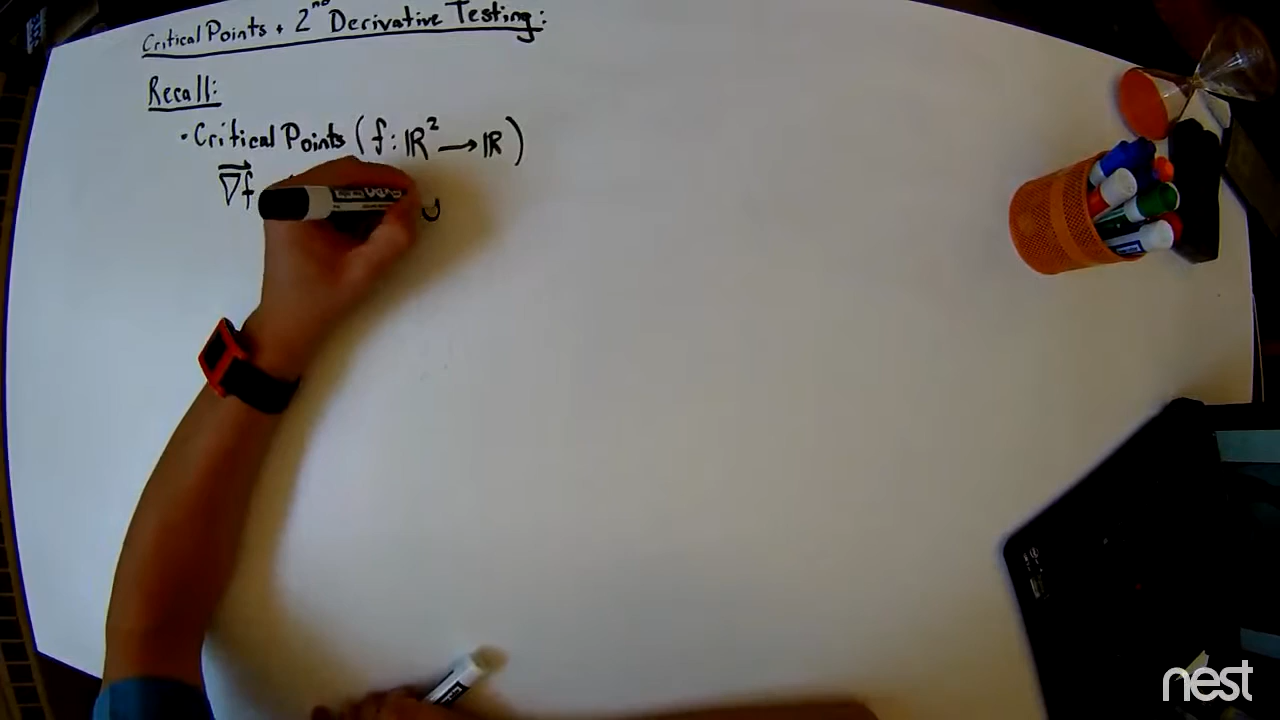 Critical Points + 2nd Derivative Testing:
Recall:
• Critical Points (f: ℝ² → ℝ)
∇⃗f
nest